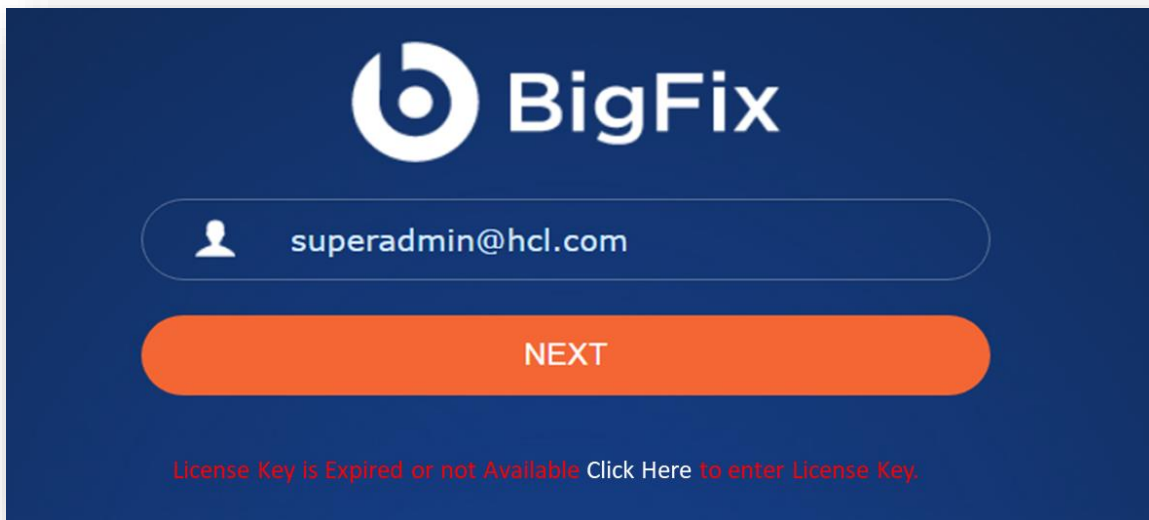 BigFix
superadmin@hcl.com
NEXT
License Key is Expired or not Available Click Here to enter License Key.